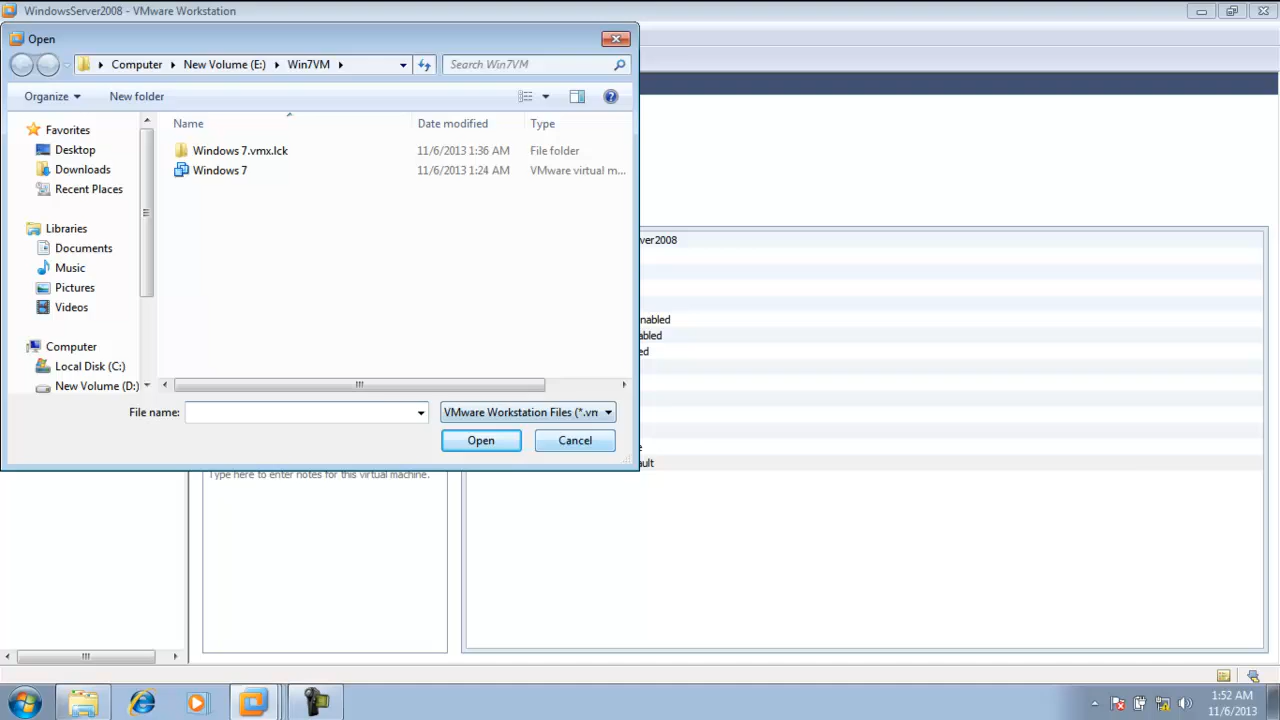 WindowsServer2008 - VMware Workstation
Open
Computer New Volume (E:) Win7VM
Search Win7VM
Organize New folder
Name Date modified Type
Windows 7.vmx.lck 11/6/2013 1:36 AM File folder
Windows 7 11/6/2013 1:24 AM VMware virtual m...
Favorites
Desktop
Downloads
Recent Places
Libraries
Documents
Music
Pictures
Videos
Computer
Local Disk (C:)
New Volume (D:)
File name:
VMware Workstation Files (*.vn
Open Cancel
ver2008
nabled
abled
ed
e
ault
Type here to enter notes for this virtual machine.
1:52 AM
11/6/2013